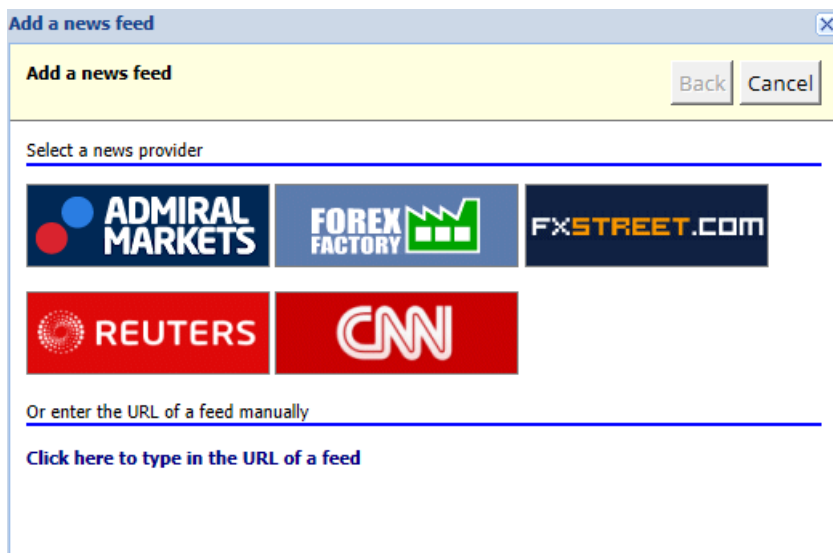 Add a news feed
Add a news feed
Back Cancel
Select a news provider
ADMIRAL MARKETS
FOREX FACTORY
FXSTREET.COM
REUTERS
CNN
Or enter the URL of a feed manually
Click here to type in the URL of a feed